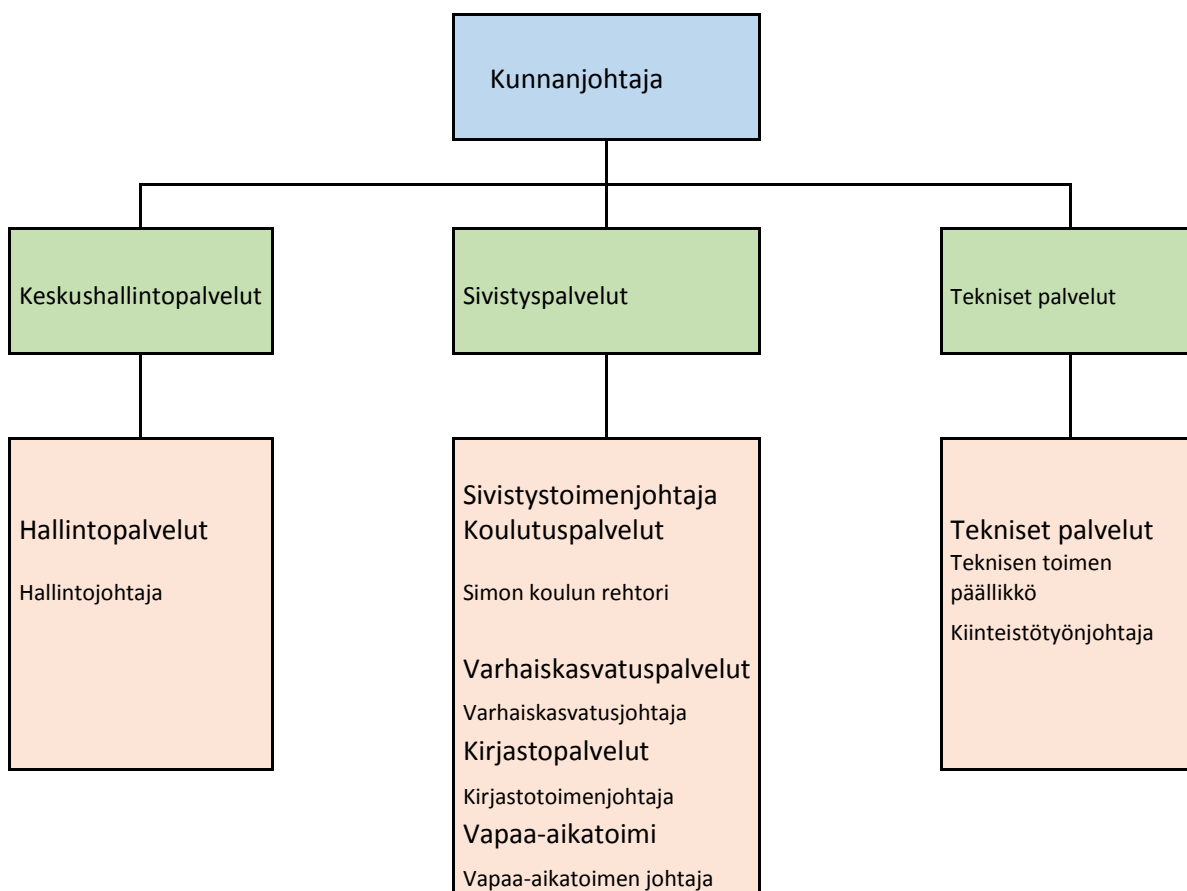 Kunnanjohtaja
Keskushallintopalvelut
Sivistyspalvelut
Tekniset palvelut
Hallintopalvelut
Hallintojohtaja
Sivistystoimenjohtaja
Koulutuspalvelut
Simon koulun rehtori
Varhaiskasvatuspalvelut
Varhaiskasvatusjohtaja
Kirjastopalvelut
Kirjastotoimenjohtaja
Vapaa-aikatoimi
Vapaa-aikatoimen johtaja
Tekniset palvelut
Teknisen toimen
päällikkö
Kiinteistötyönjohtaja